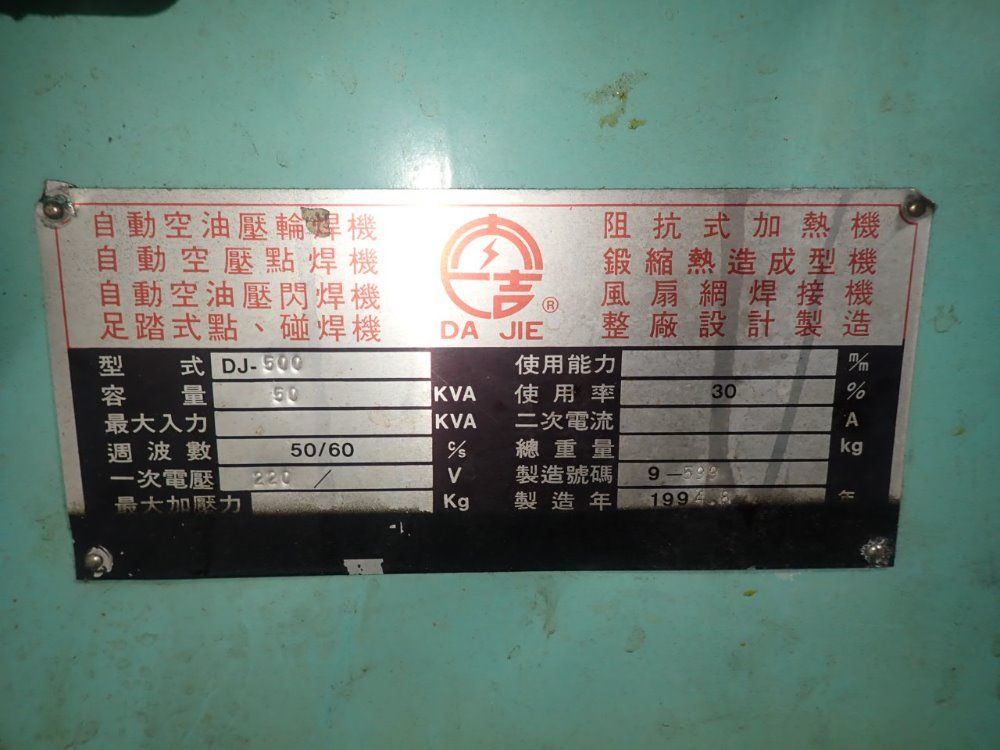 自動空油壓輪焊機
自動空壓點焊機
自動空油壓閃焊機
足踏式點、碰焊機
吉
®
DA JIE
阻抗式加熱機
鍛縮熱造成型機
風扇網焊接機
整廠設計製造
型式 DJ-500
容量 50 KVA
最大入力 KVA
週波數 50/60 c/s
一次電壓 220 / V
最大加壓力 Kg
使用能力 m/m
使用率 30 %
二次電流 A
總重量 kg
製造號碼 9-599
製造年 1994.8 年